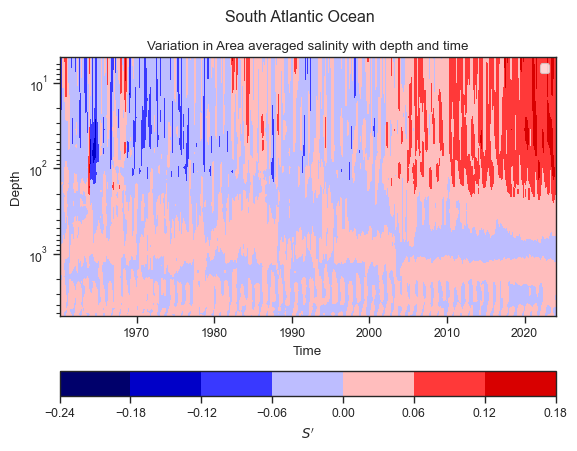 South Atlantic Ocean
Variation in Area averaged salinity with depth and time
10¹
10²
10³
Depth
1970 1980 1990 2000 2010 2020
Time
−0.24 −0.18 −0.12 −0.06 0.00 0.06 0.12 0.18
S′